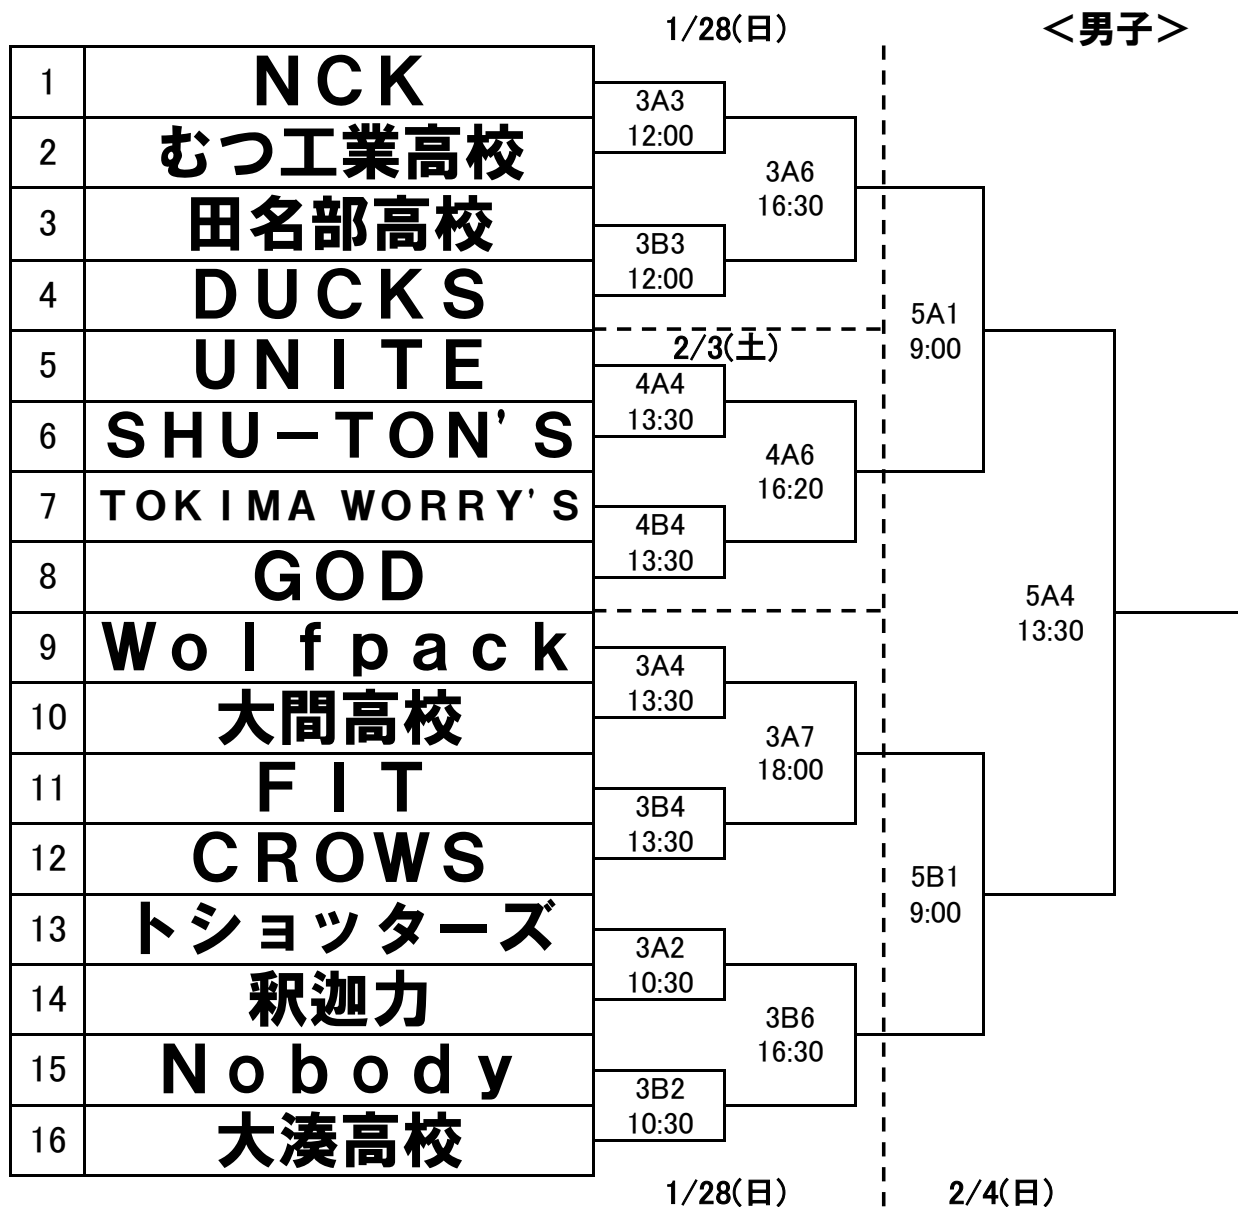 1/28(日)
＜男子＞
1 NCK
2 むつ工業高校
3 田名部高校
4 DUCKS
5 UNITE
6 SHU－TON'S
7 TOKIMA WORRY'S
8 GOD
9 Wolfpack
10 大間高校
11 FIT
12 CROWS
13 トショッターズ
14 釈迦力
15 Nobody
16 大湊高校
3A3
12:00
3B3
12:00
2/3(土)
4A4
13:30
4B4
13:30
3A4
13:30
3B4
13:30
3A2
10:30
3B2
10:30
3A6
16:30
4A6
16:20
3A7
18:00
3B6
16:30
5A1
9:00
5B1
9:00
5A4
13:30
1/28(日)
2/4(日)